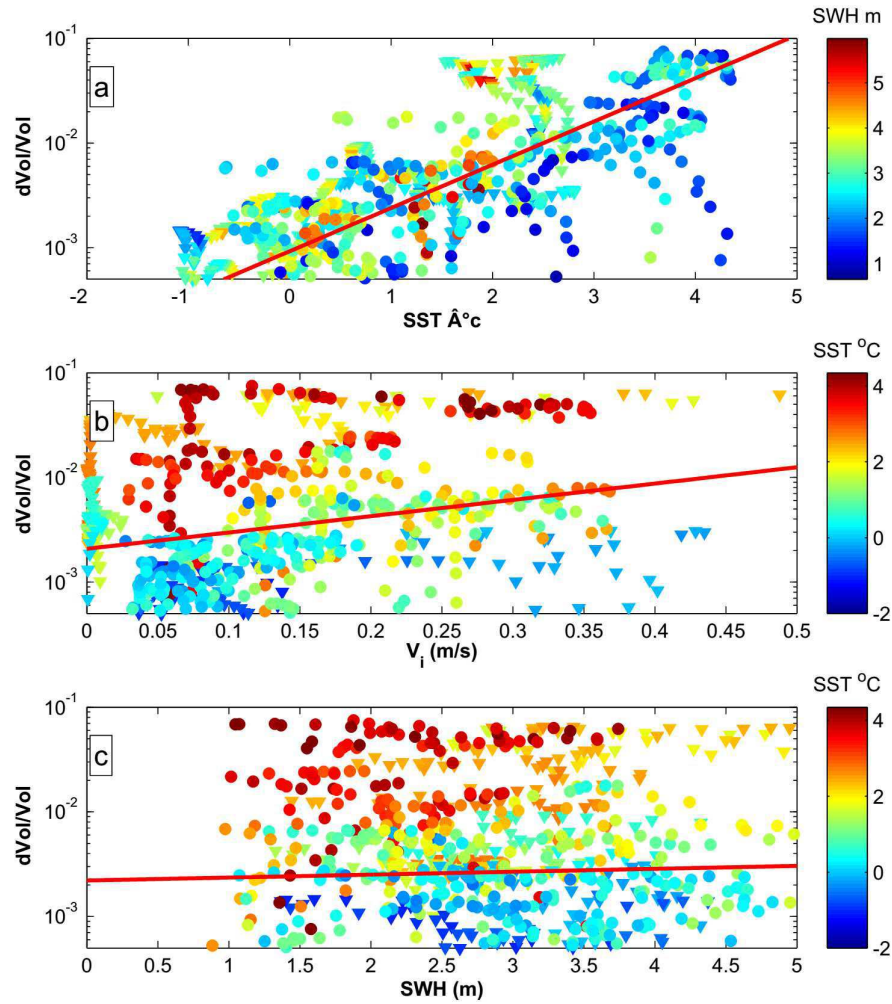 SWH m
a
dVol/Vol
10⁻¹
10⁻²
10⁻³
-2 -1 0 1 2 3 4 5
SST Â°c
5
4
3
2
1
SST °C
b
dVol/Vol
10⁻¹
10⁻²
10⁻³
0 0.05 0.1 0.15 0.2 0.25 0.3 0.35 0.4 0.45 0.5
V_i (m/s)
4
2
0
-2
SST °C
c
dVol/Vol
10⁻¹
10⁻²
10⁻³
0 0.5 1 1.5 2 2.5 3 3.5 4 4.5 5
SWH (m)
4
2
0
-2